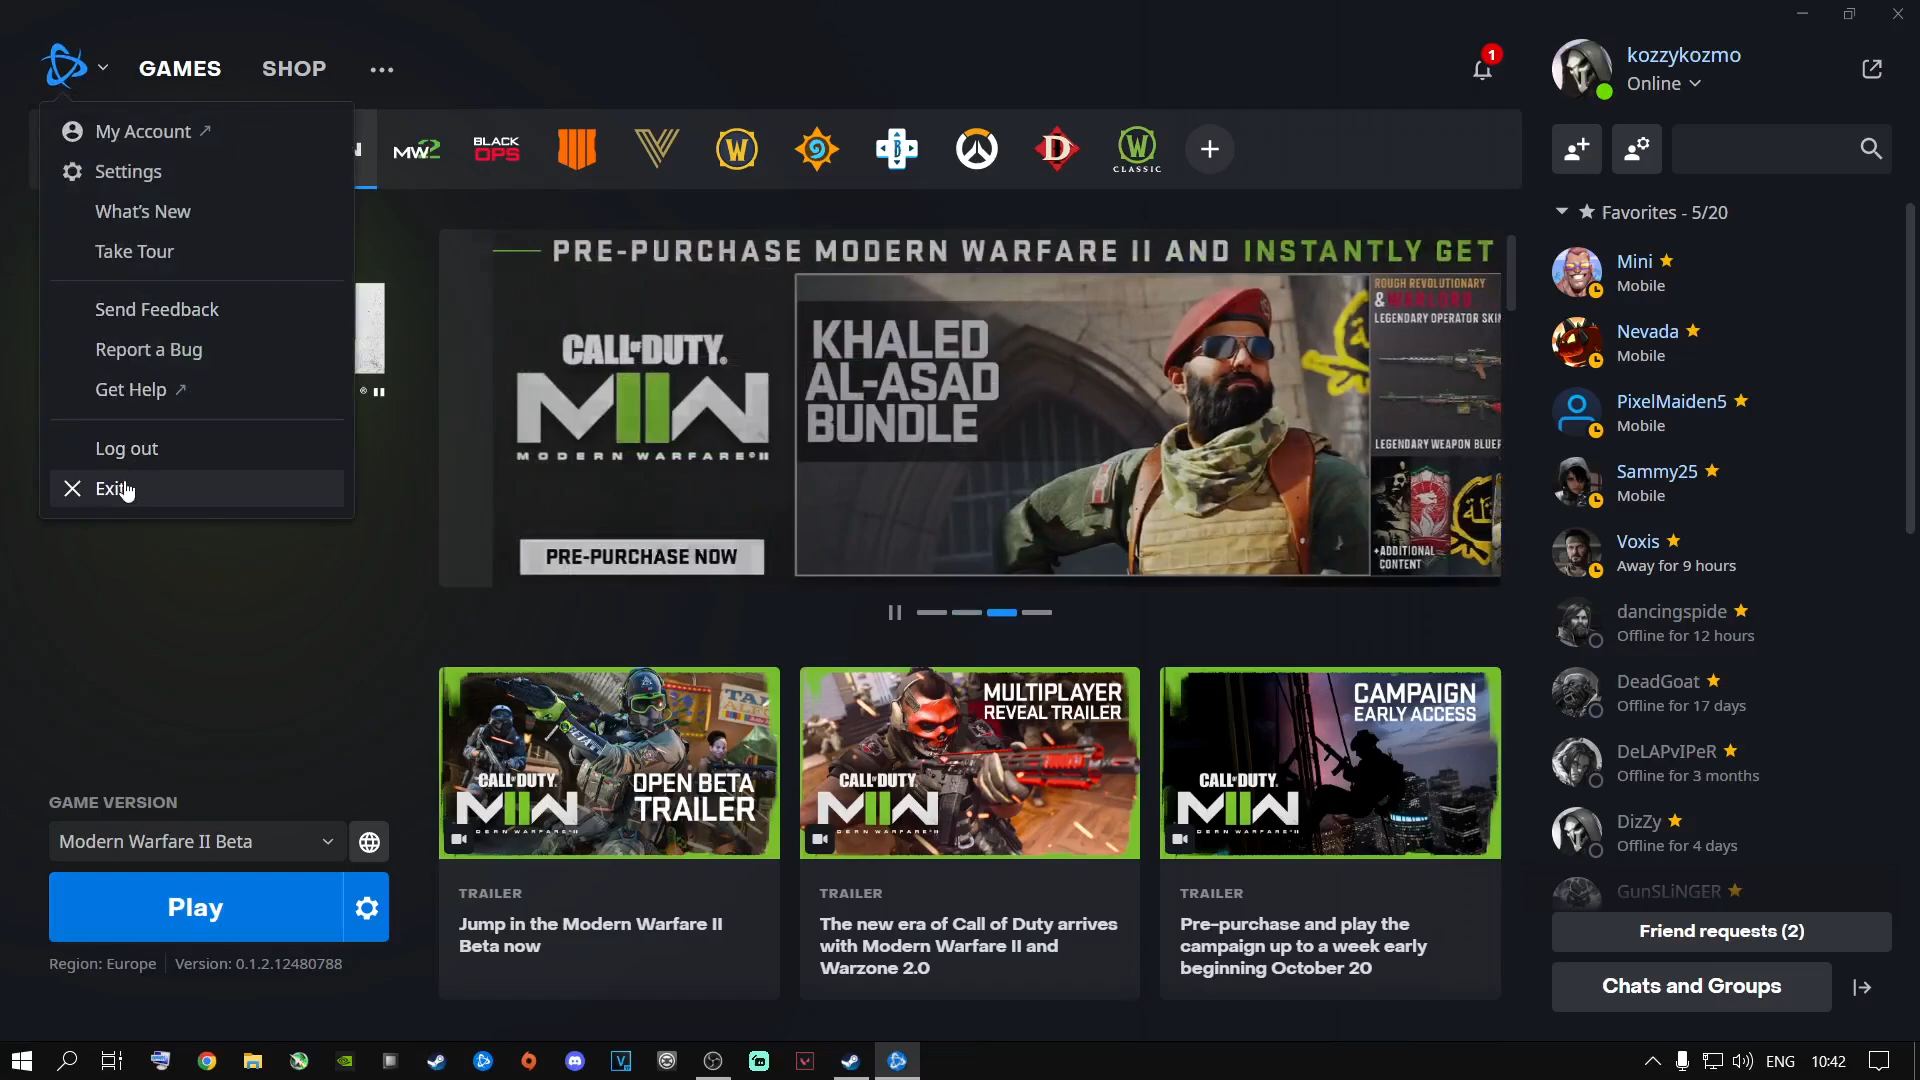 GAMES
SHOP
1
kozzykozmo
Online
My Account
Settings
What's New
Take Tour
Send Feedback
Report a Bug
Get Help
Log out
Exit
MW2
BLACK
OPS
W
B
D
W
CLASSIC
Favorites - 5/20
Mini
Mobile
Nevada
Mobile
PixelMaiden5
Mobile
Sammy25
Mobile
Voxis
Away for 9 hours
dancingspide
Offline for 12 hours
DeadGoat
Offline for 17 days
DeLAPvIPeR
Offline for 3 months
DizZy
Offline for 4 days
GunSLiNGER
Friend requests (2)
Chats and Groups
PRE-PURCHASE MODERN WARFARE II AND INSTANTLY GET
CALL OF DUTY.
MWII
MODERN WARFARE II
PRE-PURCHASE NOW
KHALED
AL-ASAD
BUNDLE
ROUGH REVOLUTIONARY
& WARLORD
LEGENDARY OPERATOR SKIN
LEGENDARY WEAPON BLUEP
+ADDITIONAL
CONTENT
CALL OF DUTY.
MWII
OPEN BETA
TRAILER
TRAILER
Jump in the Modern Warfare II
Beta now
MULTIPLAYER
REVEAL TRAILER
CALL OF DUTY.
MWII
TRAILER
The new era of Call of Duty arrives
with Modern Warfare II and
Warzone 2.0
CAMPAIGN
EARLY ACCESS
CALL OF DUTY.
MWII
TRAILER
Pre-purchase and play the
campaign up to a week early
beginning October 20
GAME VERSION
Modern Warfare II Beta
Play
Region: Europe
Version: 0.1.2.12480788
ENG
10:42